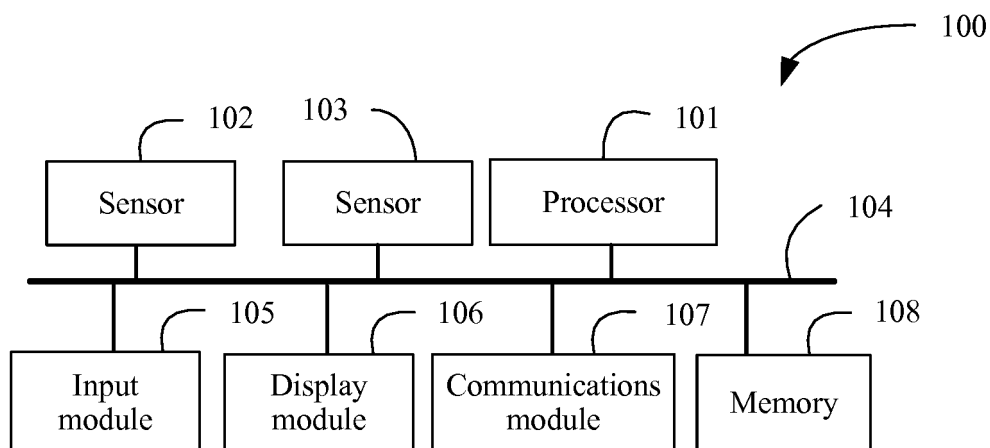 100
102
103
101
Sensor
Sensor
Processor
104
105
106
107
108
Input
module
Display
module
Communications
module
Memory